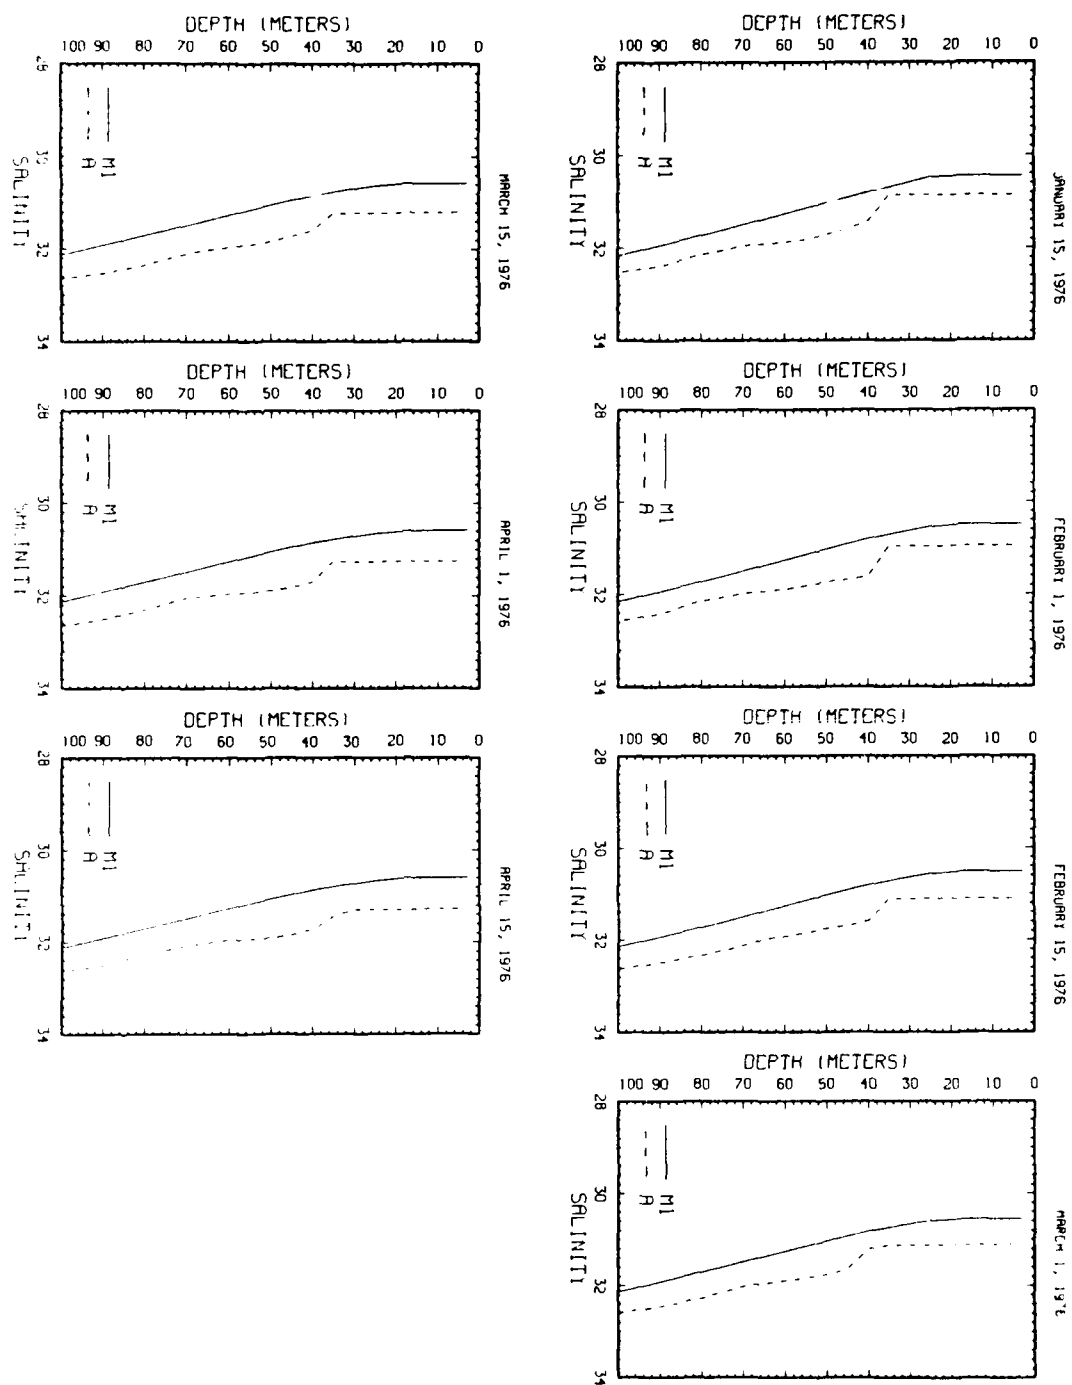 JANUARY 15, 1976
DEPTH (METERS)
100 90 80 70 60 50 40 30 20 10 0
28 30 32 34
SALINITY
M1
A
FEBRUARY 1, 1976
DEPTH (METERS)
100 90 80 70 60 50 40 30 20 10 0
28 30 32 34
SALINITY
M1
A
FEBRUARY 15, 1976
DEPTH (METERS)
100 90 80 70 60 50 40 30 20 10 0
28 30 32 34
SALINITY
M1
A
MARCH 1, 1976
DEPTH (METERS)
100 90 80 70 60 50 40 30 20 10 0
28 30 32 34
SALINITY
M1
A
MARCH 15, 1976
DEPTH (METERS)
100 90 80 70 60 50 40 30 20 10 0
28 30 32 34
SALINITY
M1
A
APRIL 1, 1976
DEPTH (METERS)
100 90 80 70 60 50 40 30 20 10 0
28 30 32 34
SALINITY
M1
A
APRIL 15, 1976
DEPTH (METERS)
100 90 80 70 60 50 40 30 20 10 0
28 30 32 34
SALINITY
M1
A